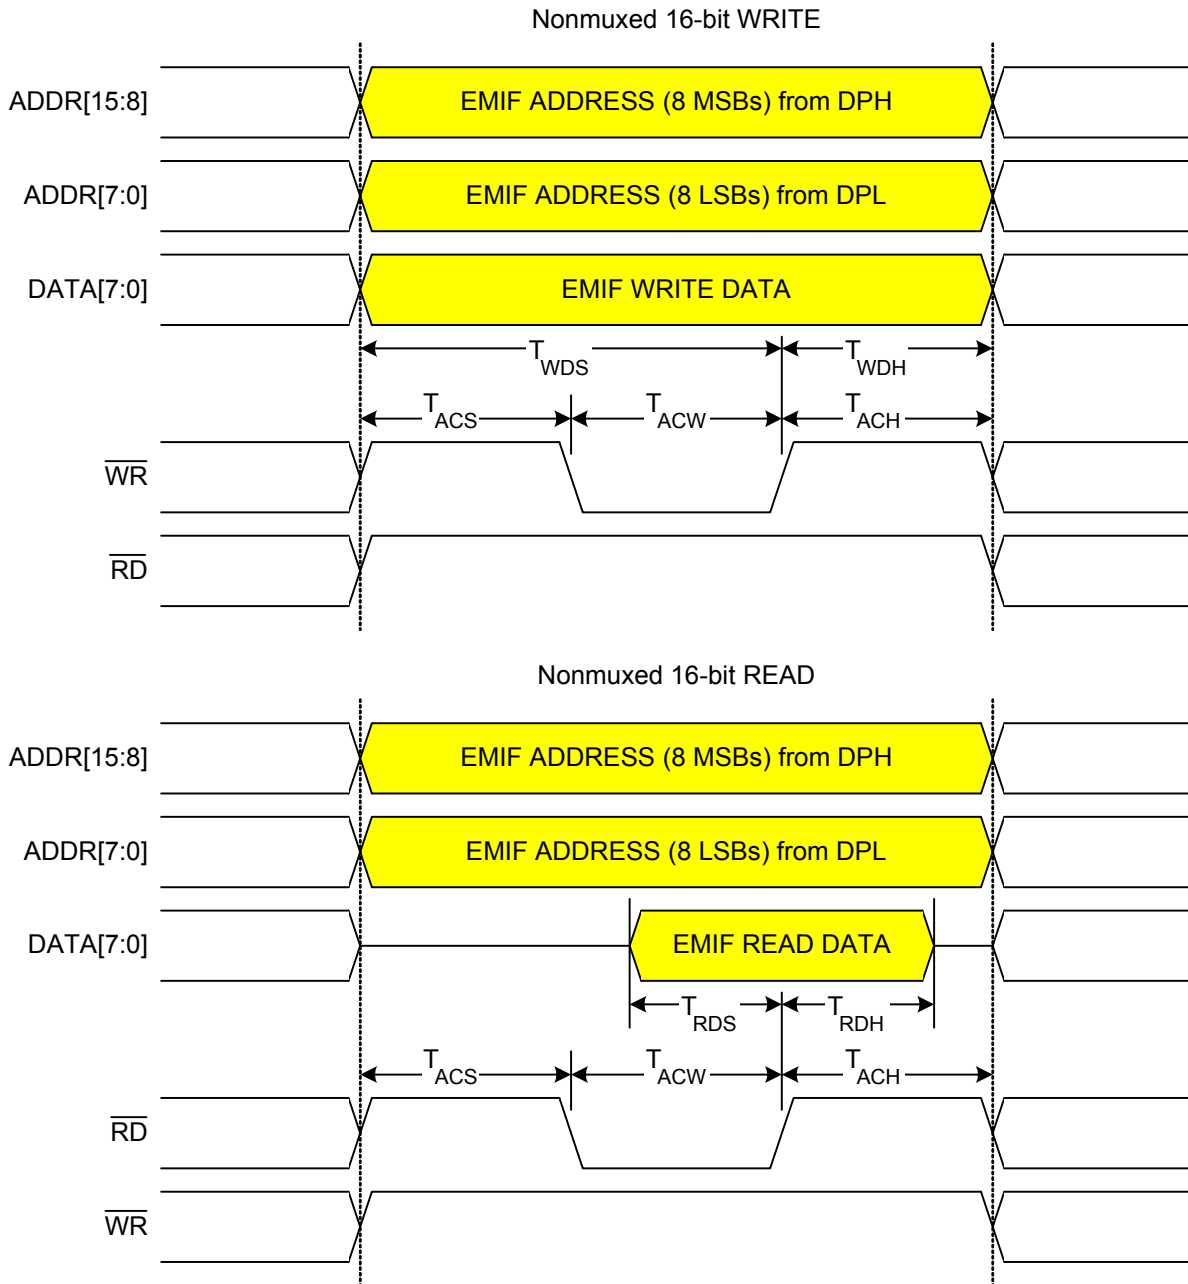 Nonmuxed 16-bit WRITE
ADDR[15:8]
EMIF ADDRESS (8 MSBs) from DPH
ADDR[7:0]
EMIF ADDRESS (8 LSBs) from DPL
DATA[7:0]
EMIF WRITE DATA
TWDS TWDH
TACS TACW TACH
WR
RD
Nonmuxed 16-bit READ
ADDR[15:8]
EMIF ADDRESS (8 MSBs) from DPH
ADDR[7:0]
EMIF ADDRESS (8 LSBs) from DPL
DATA[7:0]
EMIF READ DATA
TRDS TRDH
TACS TACW TACH
RD
WR